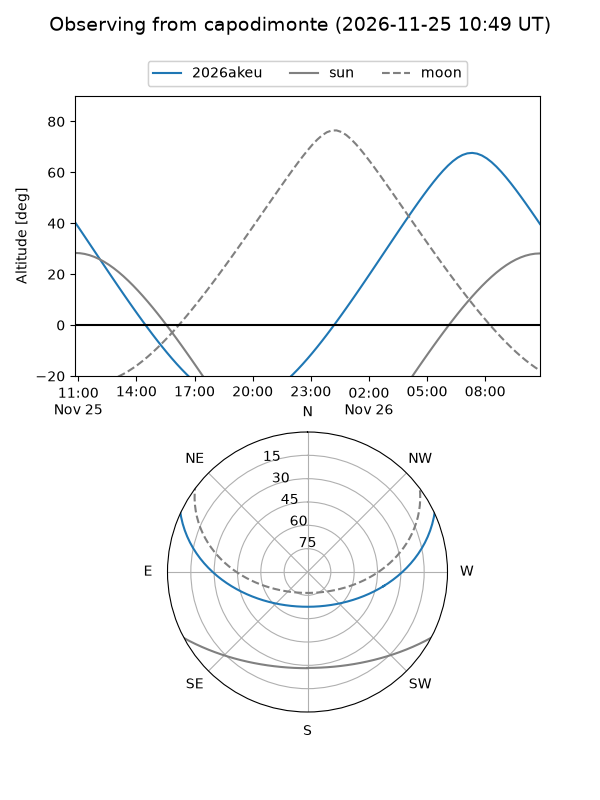 Observing from capodimonte (2026-11-25 10:49 UT)
2026akeu sun moon
Altitude [deg]
80
60
40
20
0
−20
11:00 14:00 17:00 20:00 23:00 02:00 05:00 08:00
Nov 25 Nov 26
N
NE NW
15
30
45
60
75
E W
SE SW
S